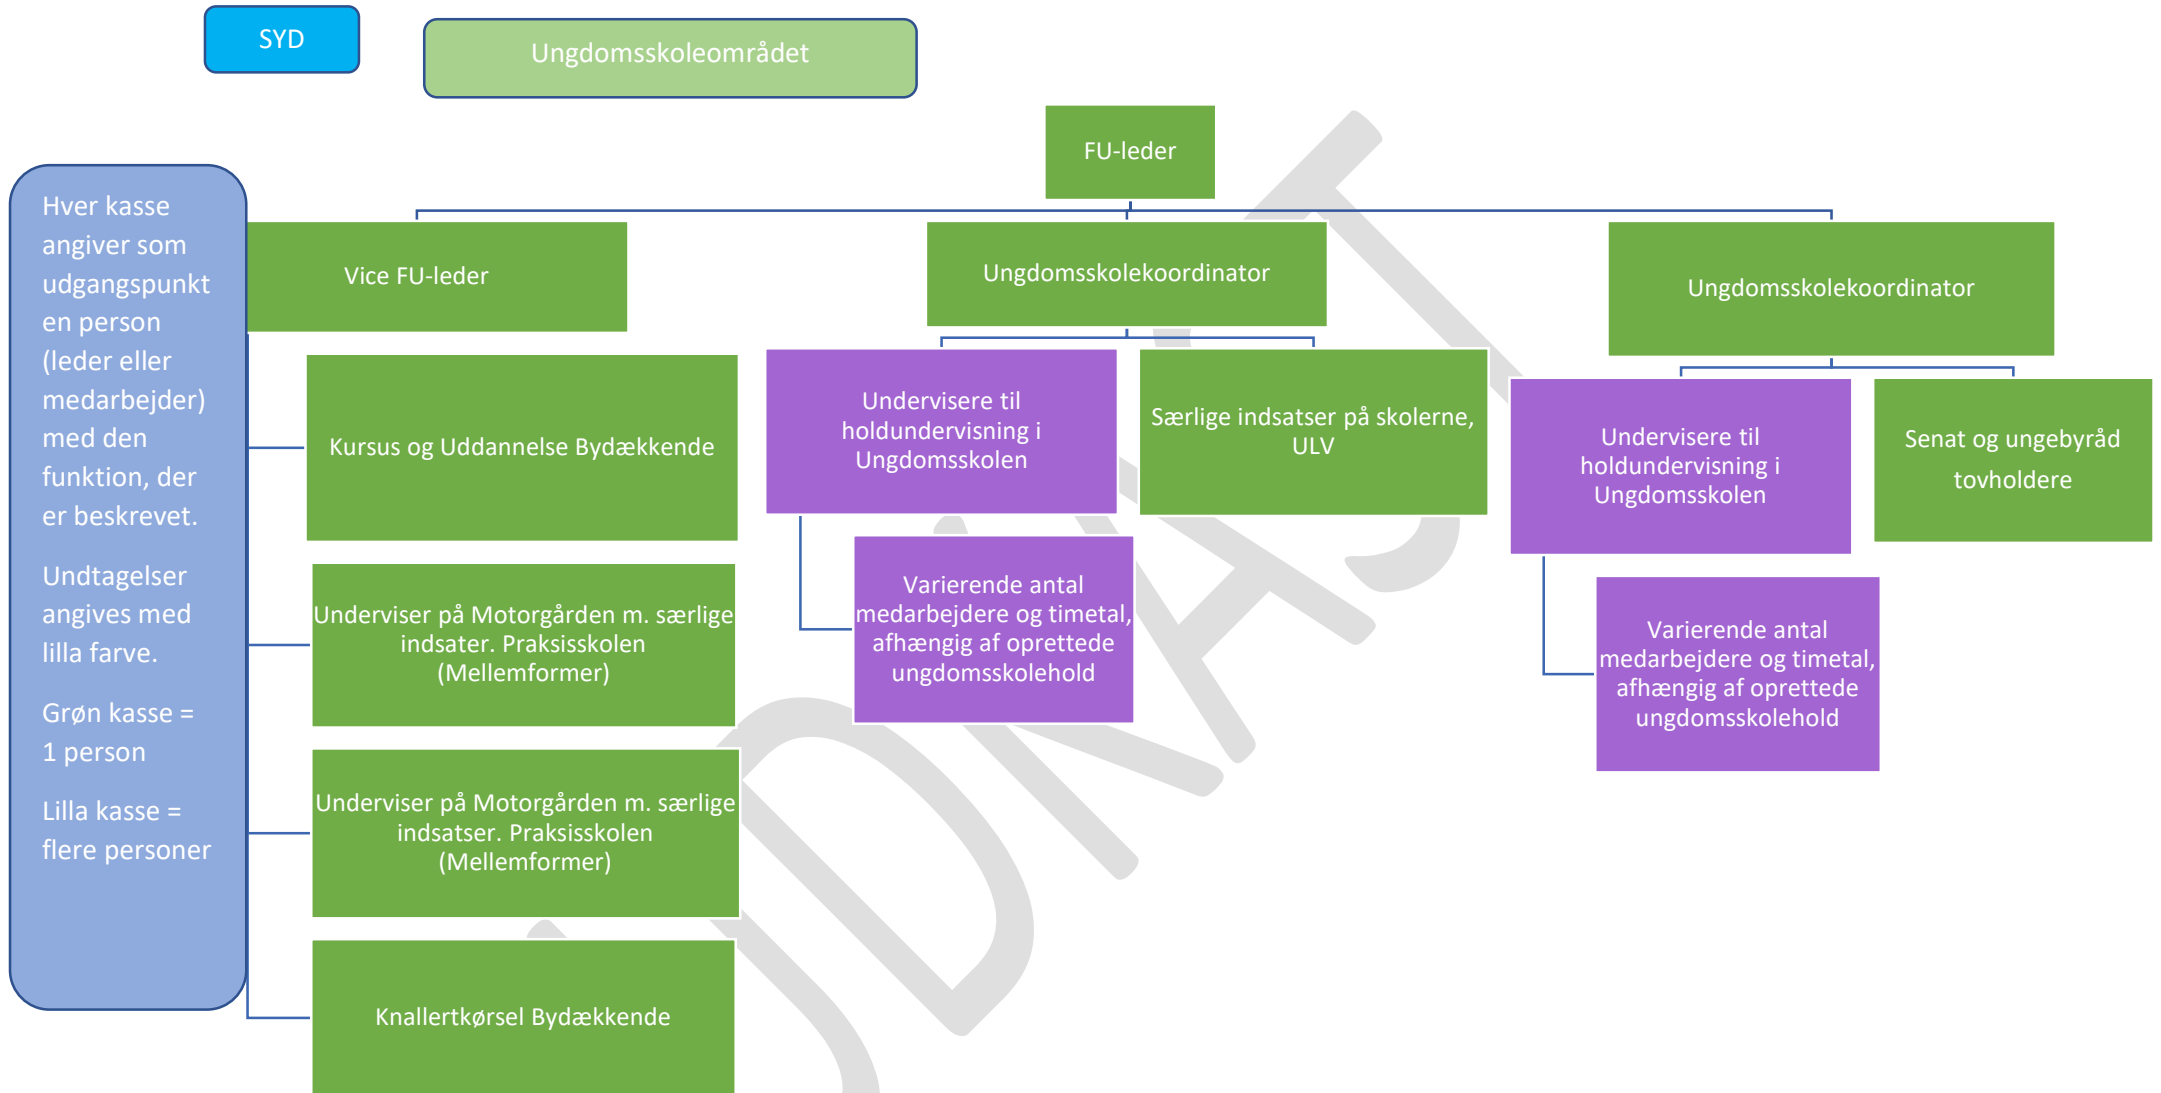 SYD
Ungdomsskoleområdet
FU-leder
Hver kasse
angiver som
udgangspunkt
en person
(leder eller
medarbejder)
med den
funktion, der
er beskrevet.
Undtagelser
angives med
lilla farve.
Grøn kasse =
1 person
Lilla kasse =
flere personer
Vice FU-leder
Kursus og Uddannelse Bydækkende
Underviser på Motorgården m. særlige
indsater. Praksisskolen
(Mellemformer)
Underviser på Motorgården m. særlige
indsatser. Praksisskolen
(Mellemformer)
Knallertkørsel Bydækkende
Ungdomsskolekoordinator
Undervisere til
holdundervisning i
Ungdomsskolen
Varierende antal
medarbejdere og timetal,
afhængig af oprettede
ungdomsskolehold
Særlige indsatser på skolerne,
ULV
Ungdomsskolekoordinator
Undervisere til
holdundervisning i
Ungdomsskolen
Varierende antal
medarbejdere og timetal,
afhængig af oprettede
ungdomsskolehold
Senat og ungebyråd
tovholdere
UDKAST